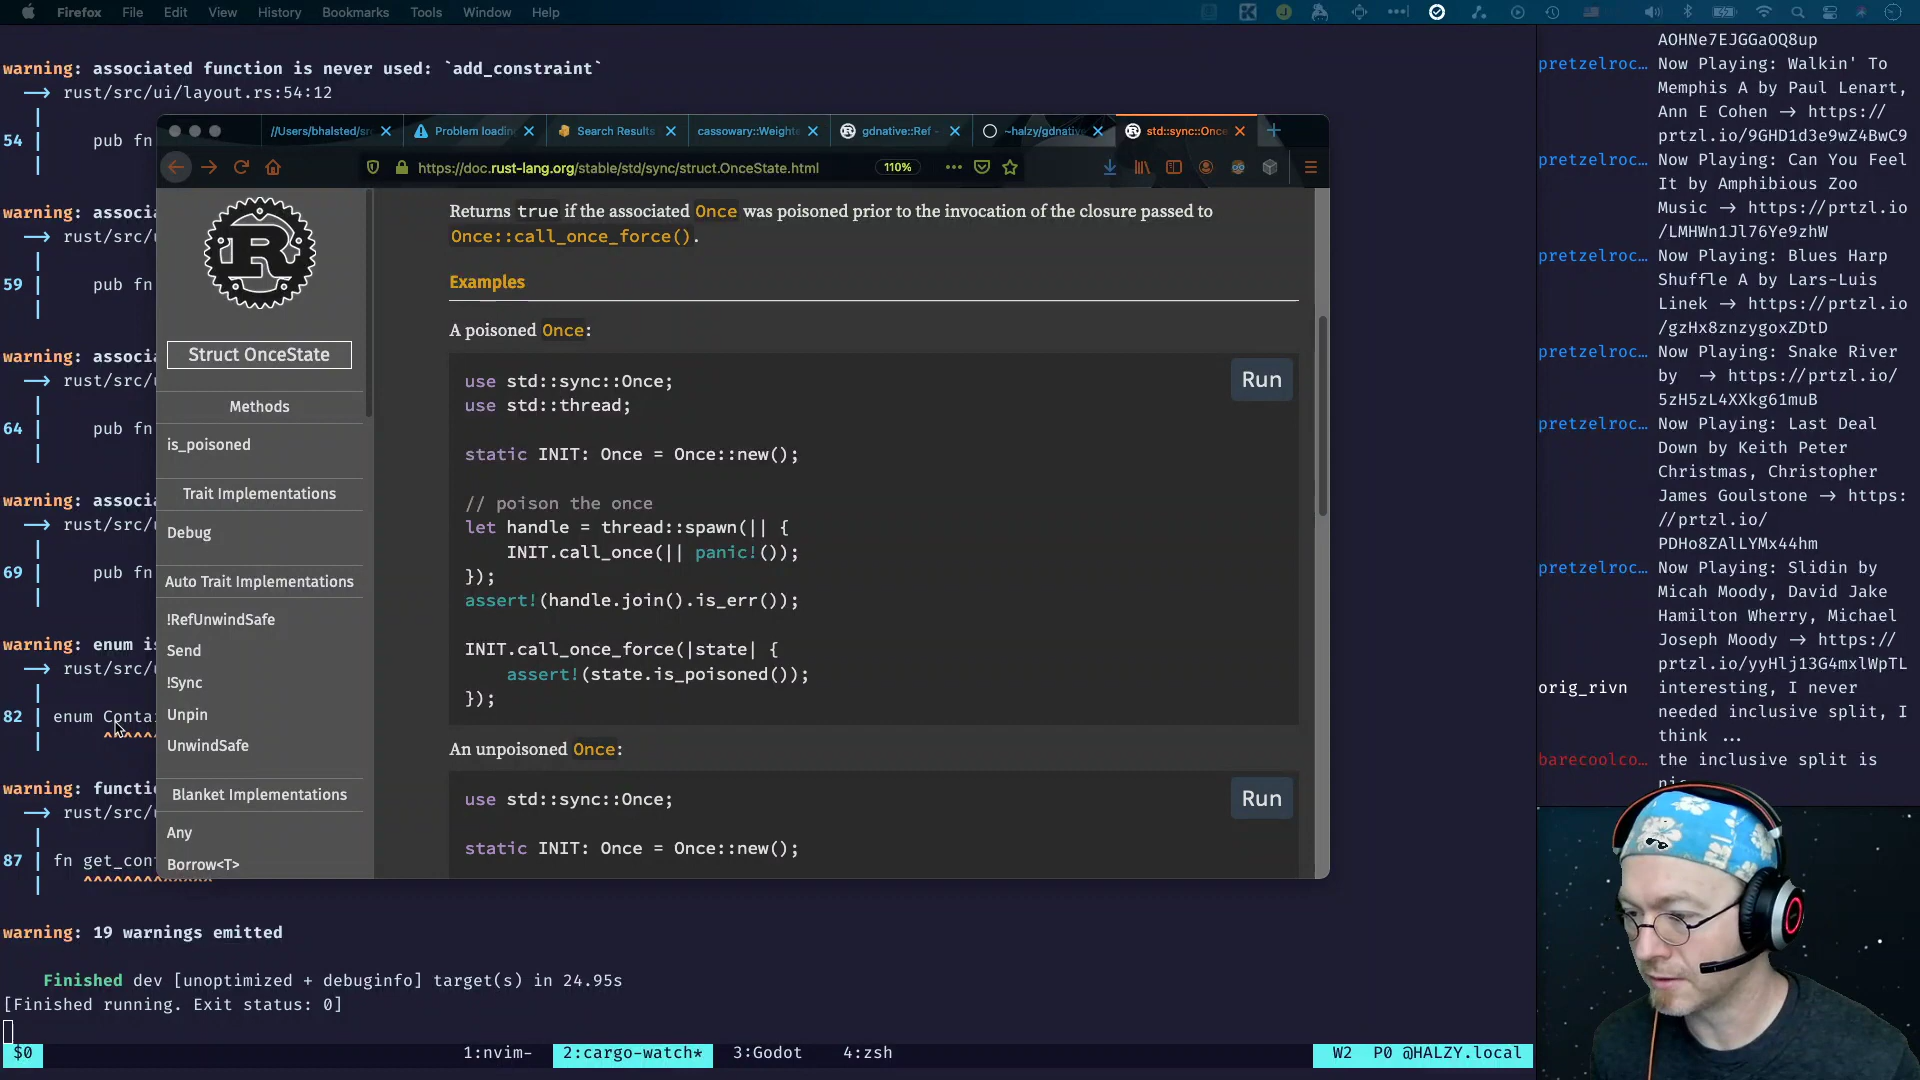 Firefox File Edit View History Bookmarks Tools Window Help
warning: associated function is never used: `add_constraint`
--> rust/src/ui/layout.rs:54:12
|
54 | pub fn
|
warning: associ
--> rust/src/
|
59 | pub fn
|
warning: associ
--> rust/src/
|
64 | pub fn
|
warning: associ
--> rust/src/
|
69 | pub fn
|
warning: enum is
--> rust/src/
|
82 | enum Conta
| ^^^^^
warning: functi
--> rust/src/
|
87 | fn get_con
| ^^^^^^^^^^^^^
warning: 19 warnings emitted
Finished dev [unoptimized + debuginfo] target(s) in 24.95s
[Finished running. Exit status: 0]
$0 1:nvim- 2:cargo-watch* 3:Godot 4:zsh W2 P0 @HALZY.local
//Users/bhalsted/sr Problem loadin Search Results cassowary::Weight gdnative::Ref - ~halzy/gdnative std::sync::Once
https://doc.rust-lang.org/stable/std/sync/struct.OnceState.html 110%
Struct OnceState
Methods
is_poisoned
Trait Implementations
Debug
Auto Trait Implementations
!RefUnwindSafe
Send
!Sync
Unpin
UnwindSafe
Blanket Implementations
Any
Borrow<T>
Returns true if the associated Once was poisoned prior to the invocation of the closure passed to
Once::call_once_force().
Examples
A poisoned Once:
Run
use std::sync::Once;
use std::thread;
static INIT: Once = Once::new();
// poison the once
let handle = thread::spawn(|| {
INIT.call_once(|| panic!());
});
assert!(handle.join().is_err());
INIT.call_once_force(|state| {
assert!(state.is_poisoned());
});
An unpoisoned Once:
Run
use std::sync::Once;
static INIT: Once = Once::new();
AOHNe7EJGGaOQ8up
pretzelroc… Now Playing: Walkin' To
Memphis A by Paul Lenart,
Ann E Cohen -> https://
prtzl.io/9GHD1d3e9wZ4BwC9
pretzelroc… Now Playing: Can You Feel
It by Amphibious Zoo
Music -> https://prtzl.io
/LMHWn1Jl76Ye9zhW
pretzelroc… Now Playing: Blues Harp
Shuffle A by Lars-Luis
Linek -> https://prtzl.io
/gzHx8znzygoxZDtD
pretzelroc… Now Playing: Snake River
by -> https://prtzl.io/
5zH5zL4XXkg61muB
pretzelroc… Now Playing: Last Deal
Down by Keith Peter
Christmas, Christopher
James Goulstone -> https:
//prtzl.io/
PDHo8ZAlLYMx44hm
pretzelroc… Now Playing: Slidin by
Micah Moody, David Jake
Hamilton Wherry, Michael
Joseph Moody -> https://
prtzl.io/yyHlj13G4mxlWpTL
orig_rivn interesting, I never
needed inclusive split, I
think ...
barecoolco… the inclusive split is